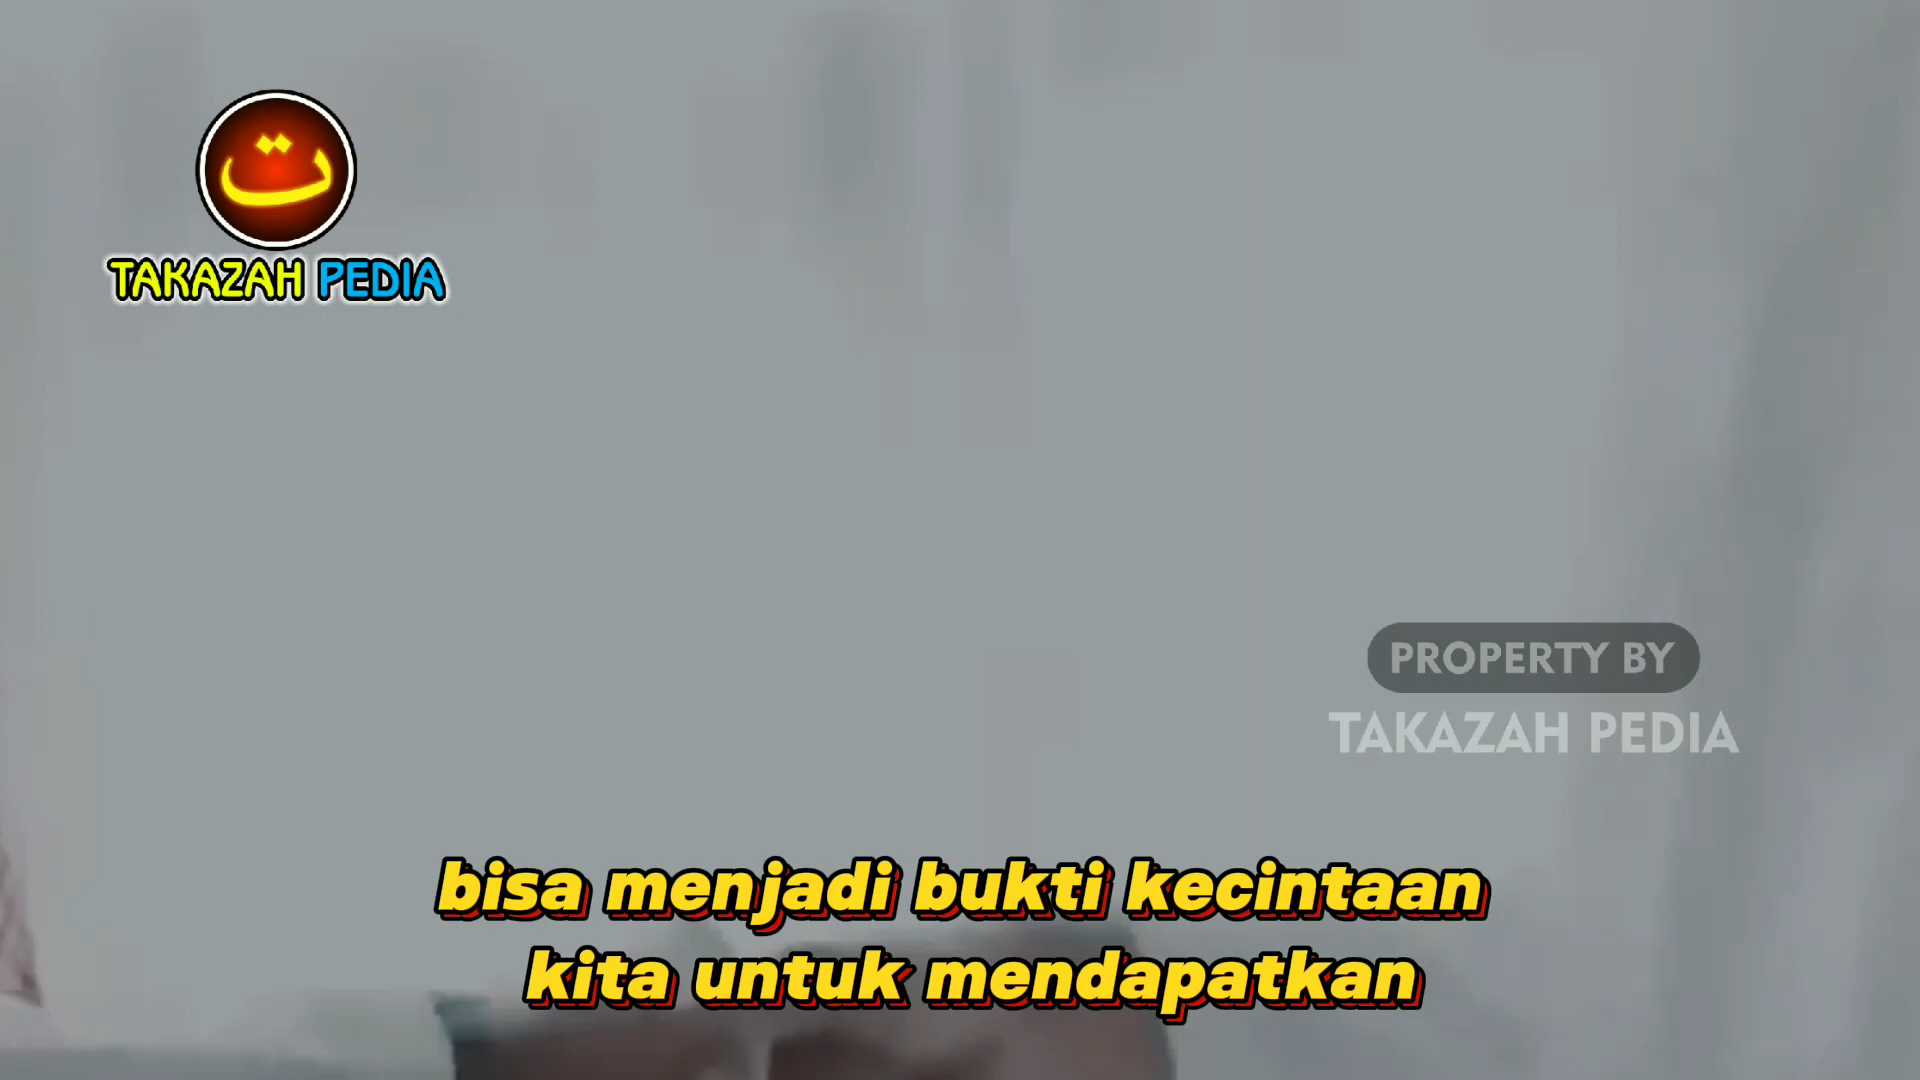 ت
TAKAZAH PEDIA
PROPERTY BY
TAKAZAH PEDIA
bisa menjadi bukti kecintaan
kita untuk mendapatkan